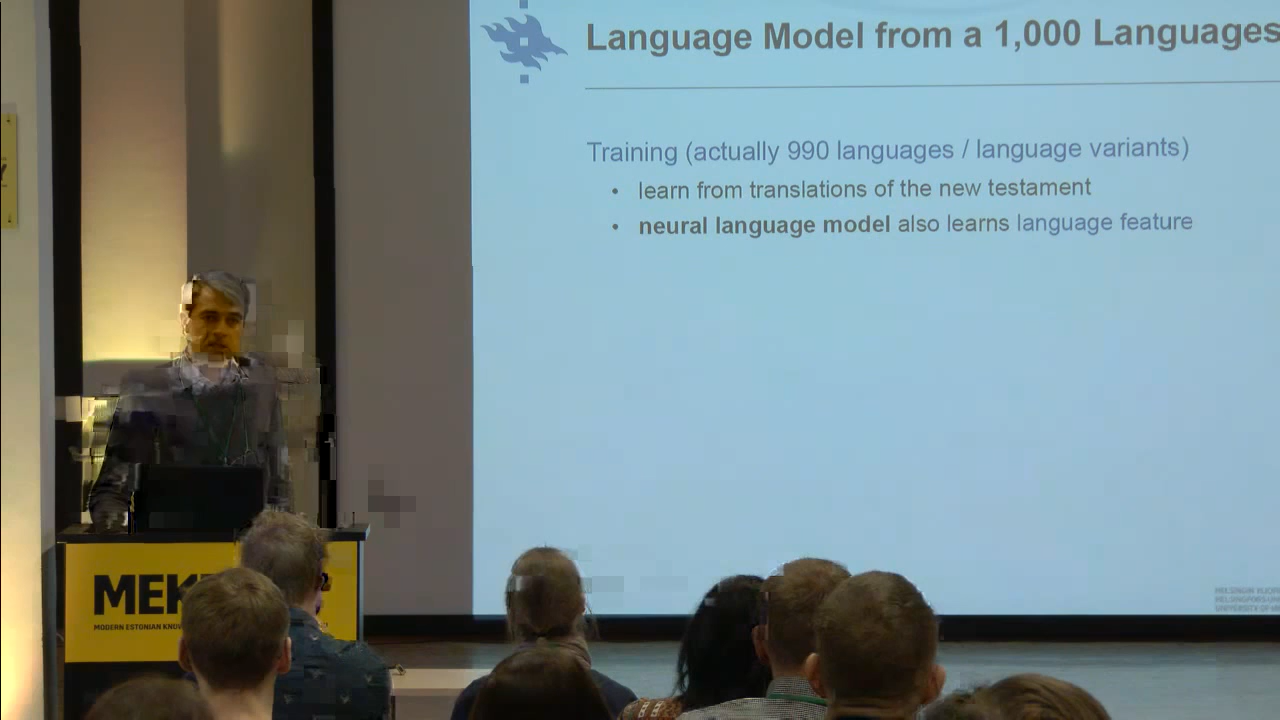 Language Model from a 1,000 Languages
Training (actually 990 languages / language variants)
• learn from translations of the new testament
• neural language model also learns language feature
MEK
MODERN ESTONIAN